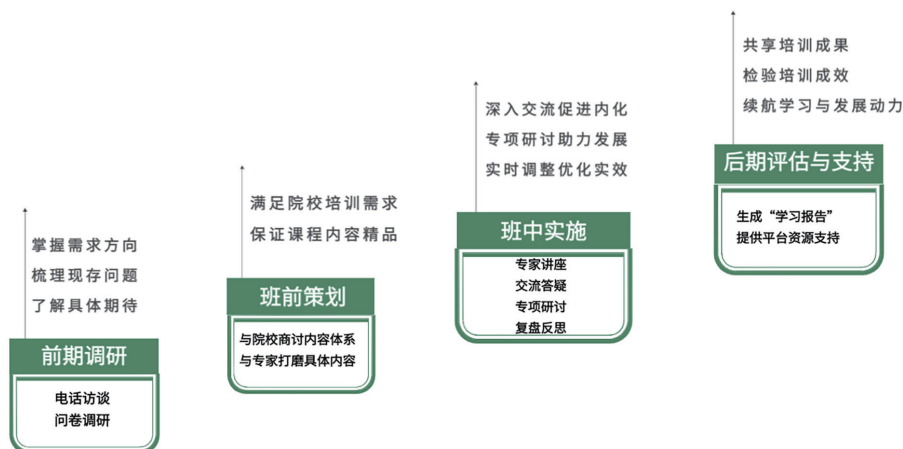 掌握需求方向
梳理现存问题
了解具体期待
前期调研
电话访谈
问卷调研
满足院校培训需求
保证课程内容精品
班前策划
与院校商讨内容体系
与专家打磨具体内容
深入交流促进内化
专项研讨助力发展
实时调整优化实效
班中实施
专家讲座
交流答疑
专项研讨
复盘反思
共享培训成果
检验培训成效
续航学习与发展动力
后期评估与支持
生成“学习报告”
提供平台资源支持